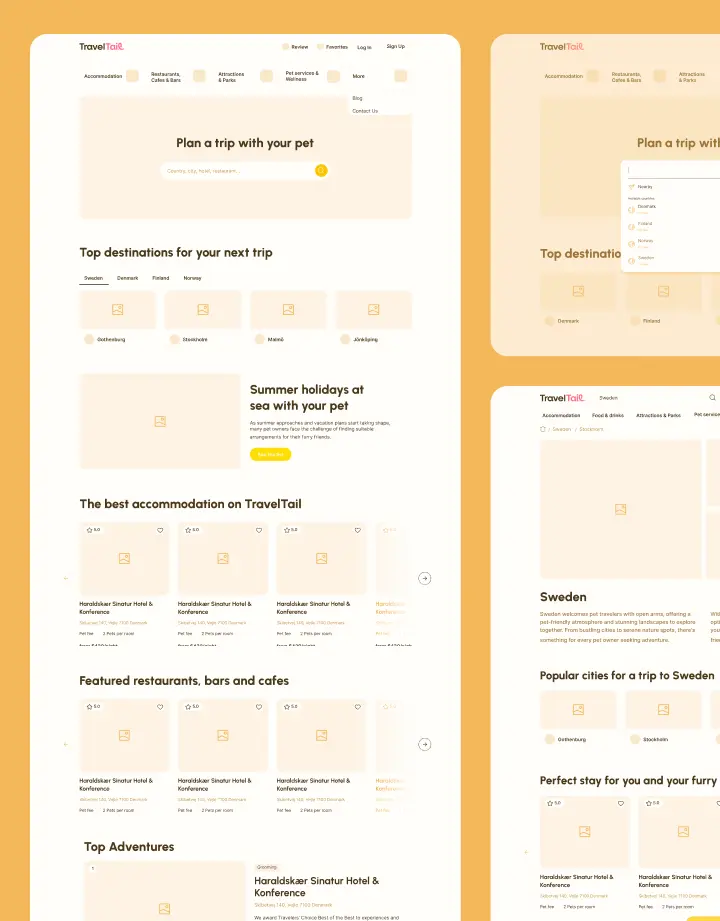 TravelTail
Review
Favorites
Log In
Sign Up
Accommodation
Restaurants,
Cafes & Bars
Attractions
& Parks
Pet services &
Wellness
More
Blog
Contact Us
Plan a trip with your pet
Country, city, hotel, restaurant...
Top destinations for your next trip
Sweden
Denmark
Finland
Norway
Gothenburg
Stockholm
Malmö
Jönköping
Summer holidays at
sea with your pet
As summer approaches and vacation plans start taking shape,
many pet owners face the challenge of finding suitable
arrangements for their furry friends.
The best accommodation on TravelTail
5.0
5.0
5.0
Haraldskær Sinatur Hotel &
Konference
Skibetvej 140, Vejle 7100 Denmark
Pet fee
2 Pets per room
Haraldskær Sinatur Hotel &
Konference
Skibetvej 140, Vejle 7100 Denmark
Pet fee
2 Pets per room
Haraldskær Sinatur Hotel &
Konference
Skibetvej 140, Vejle 7100 Denmark
Pet fee
2 Pets per room
Featured restaurants, bars and cafes
5.0
5.0
5.0
Haraldskær Sinatur Hotel &
Konference
Skibetvej 140, Vejle 7100 Denmark
Pet fee
2 Pets per room
Haraldskær Sinatur Hotel &
Konference
Skibetvej 140, Vejle 7100 Denmark
Pet fee
2 Pets per room
Haraldskær Sinatur Hotel &
Konference
Skibetvej 140, Vejle 7100 Denmark
Pet fee
2 Pets per room
Top Adventures
Grooming
Haraldskær Sinatur Hotel &
Konference
Skibetvej 140, Vejle 7100 Denmark
We award Travelers' Choice Best of the Best to experiences and
TravelTail
Accommodation
Restaurants,
Cafes & Bars
Attractions
& Parks
Plan a trip with
Nearby
Denmark
Finland
Norway
Sweden
Top destinatio
Denmark
Finland
TravelTail
Sweden
Accommodation
Food & drinks
Attractions & Parks
Pet service
/ Sweden / Stockholm
Sweden
Sweden welcomes pet travelers with open arms, offering a
pet-friendly atmosphere and stunning landscapes to explore
together. From bustling cities to serene nature spots, there's
something for every pet owner seeking adventure.
Popular cities for a trip to Sweden
Gothenburg
Stockholm
Perfect stay for you and your furry
5.0
5.0
Haraldskær Sinatur Hotel &
Konference
Skibetvej 140, Vejle 7100 Denmark
Pet fee
2 Pets per room
Haraldskær Sinatur Hotel &
Konference
Skibetvej 140, Vejle 7100 Denmark
Pet fee
2 Pets per room